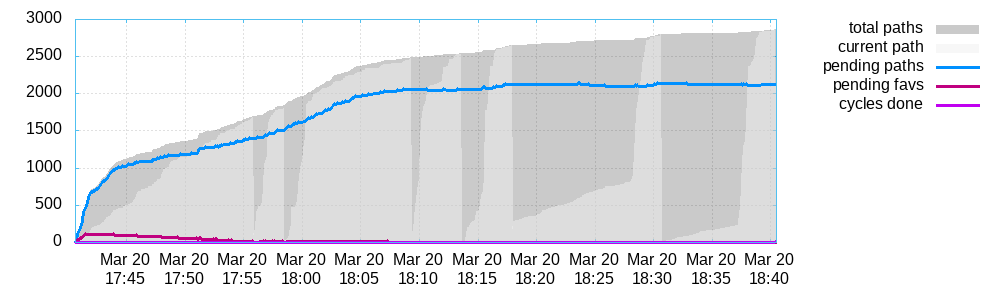 3000
2500
2000
1500
1000
500
0
Mar 20 Mar 20 Mar 20 Mar 20 Mar 20 Mar 20 Mar 20 Mar 20 Mar 20 Mar 20 Mar 20 Mar 20
17:45 17:50 17:55 18:00 18:05 18:10 18:15 18:20 18:25 18:30 18:35 18:40
total paths
current path
pending paths
pending favs
cycles done